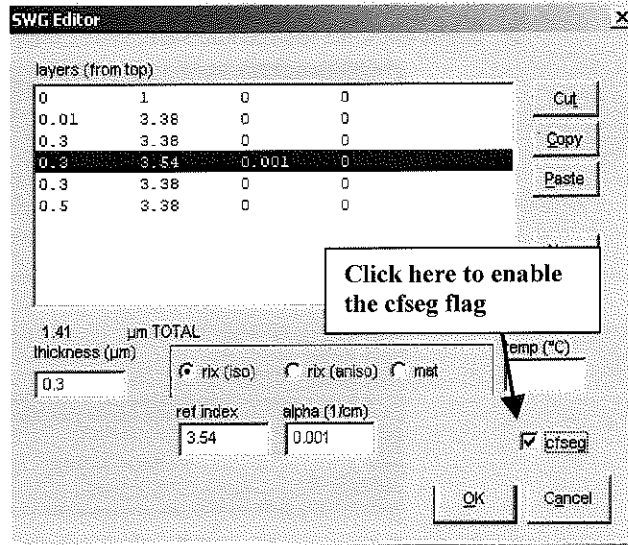 SWG Editor
layers (from top)
0 1 0 0
0.01 3.38 0 0
0.3 3.38 0 0
0.3 3.54 0.001 0
0.3 3.38 0 0
0.5 3.38 0 0
Cut
Copy
Paste
Click here to enable
the cfseg flag
1.41 µm TOTAL
thickness (µm)
0.3
rix (iso) rix (aniso) mat
temp (°C)
ref index alpha (1/cm)
3.54 0.001
cfseg
OK Cancel